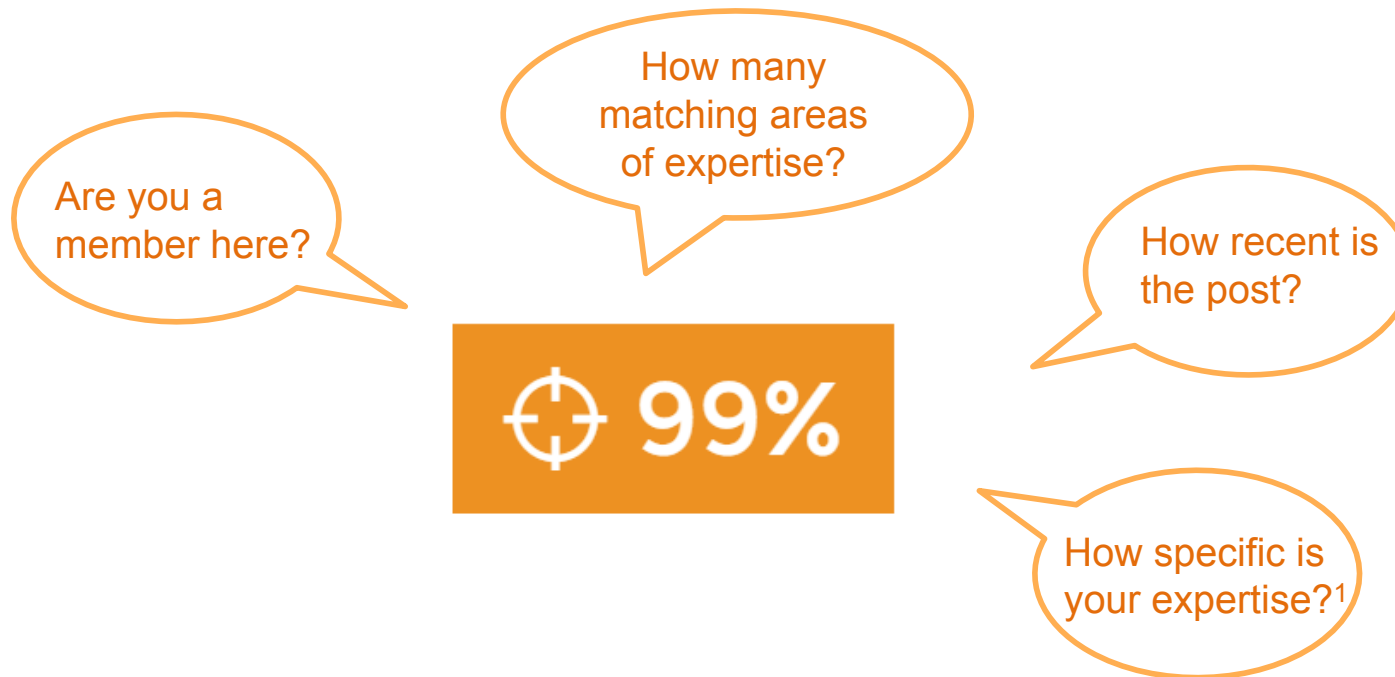 How many
matching areas
of expertise?
Are you a
member here?
How recent is
the post?
99%
How specific is
your expertise?¹